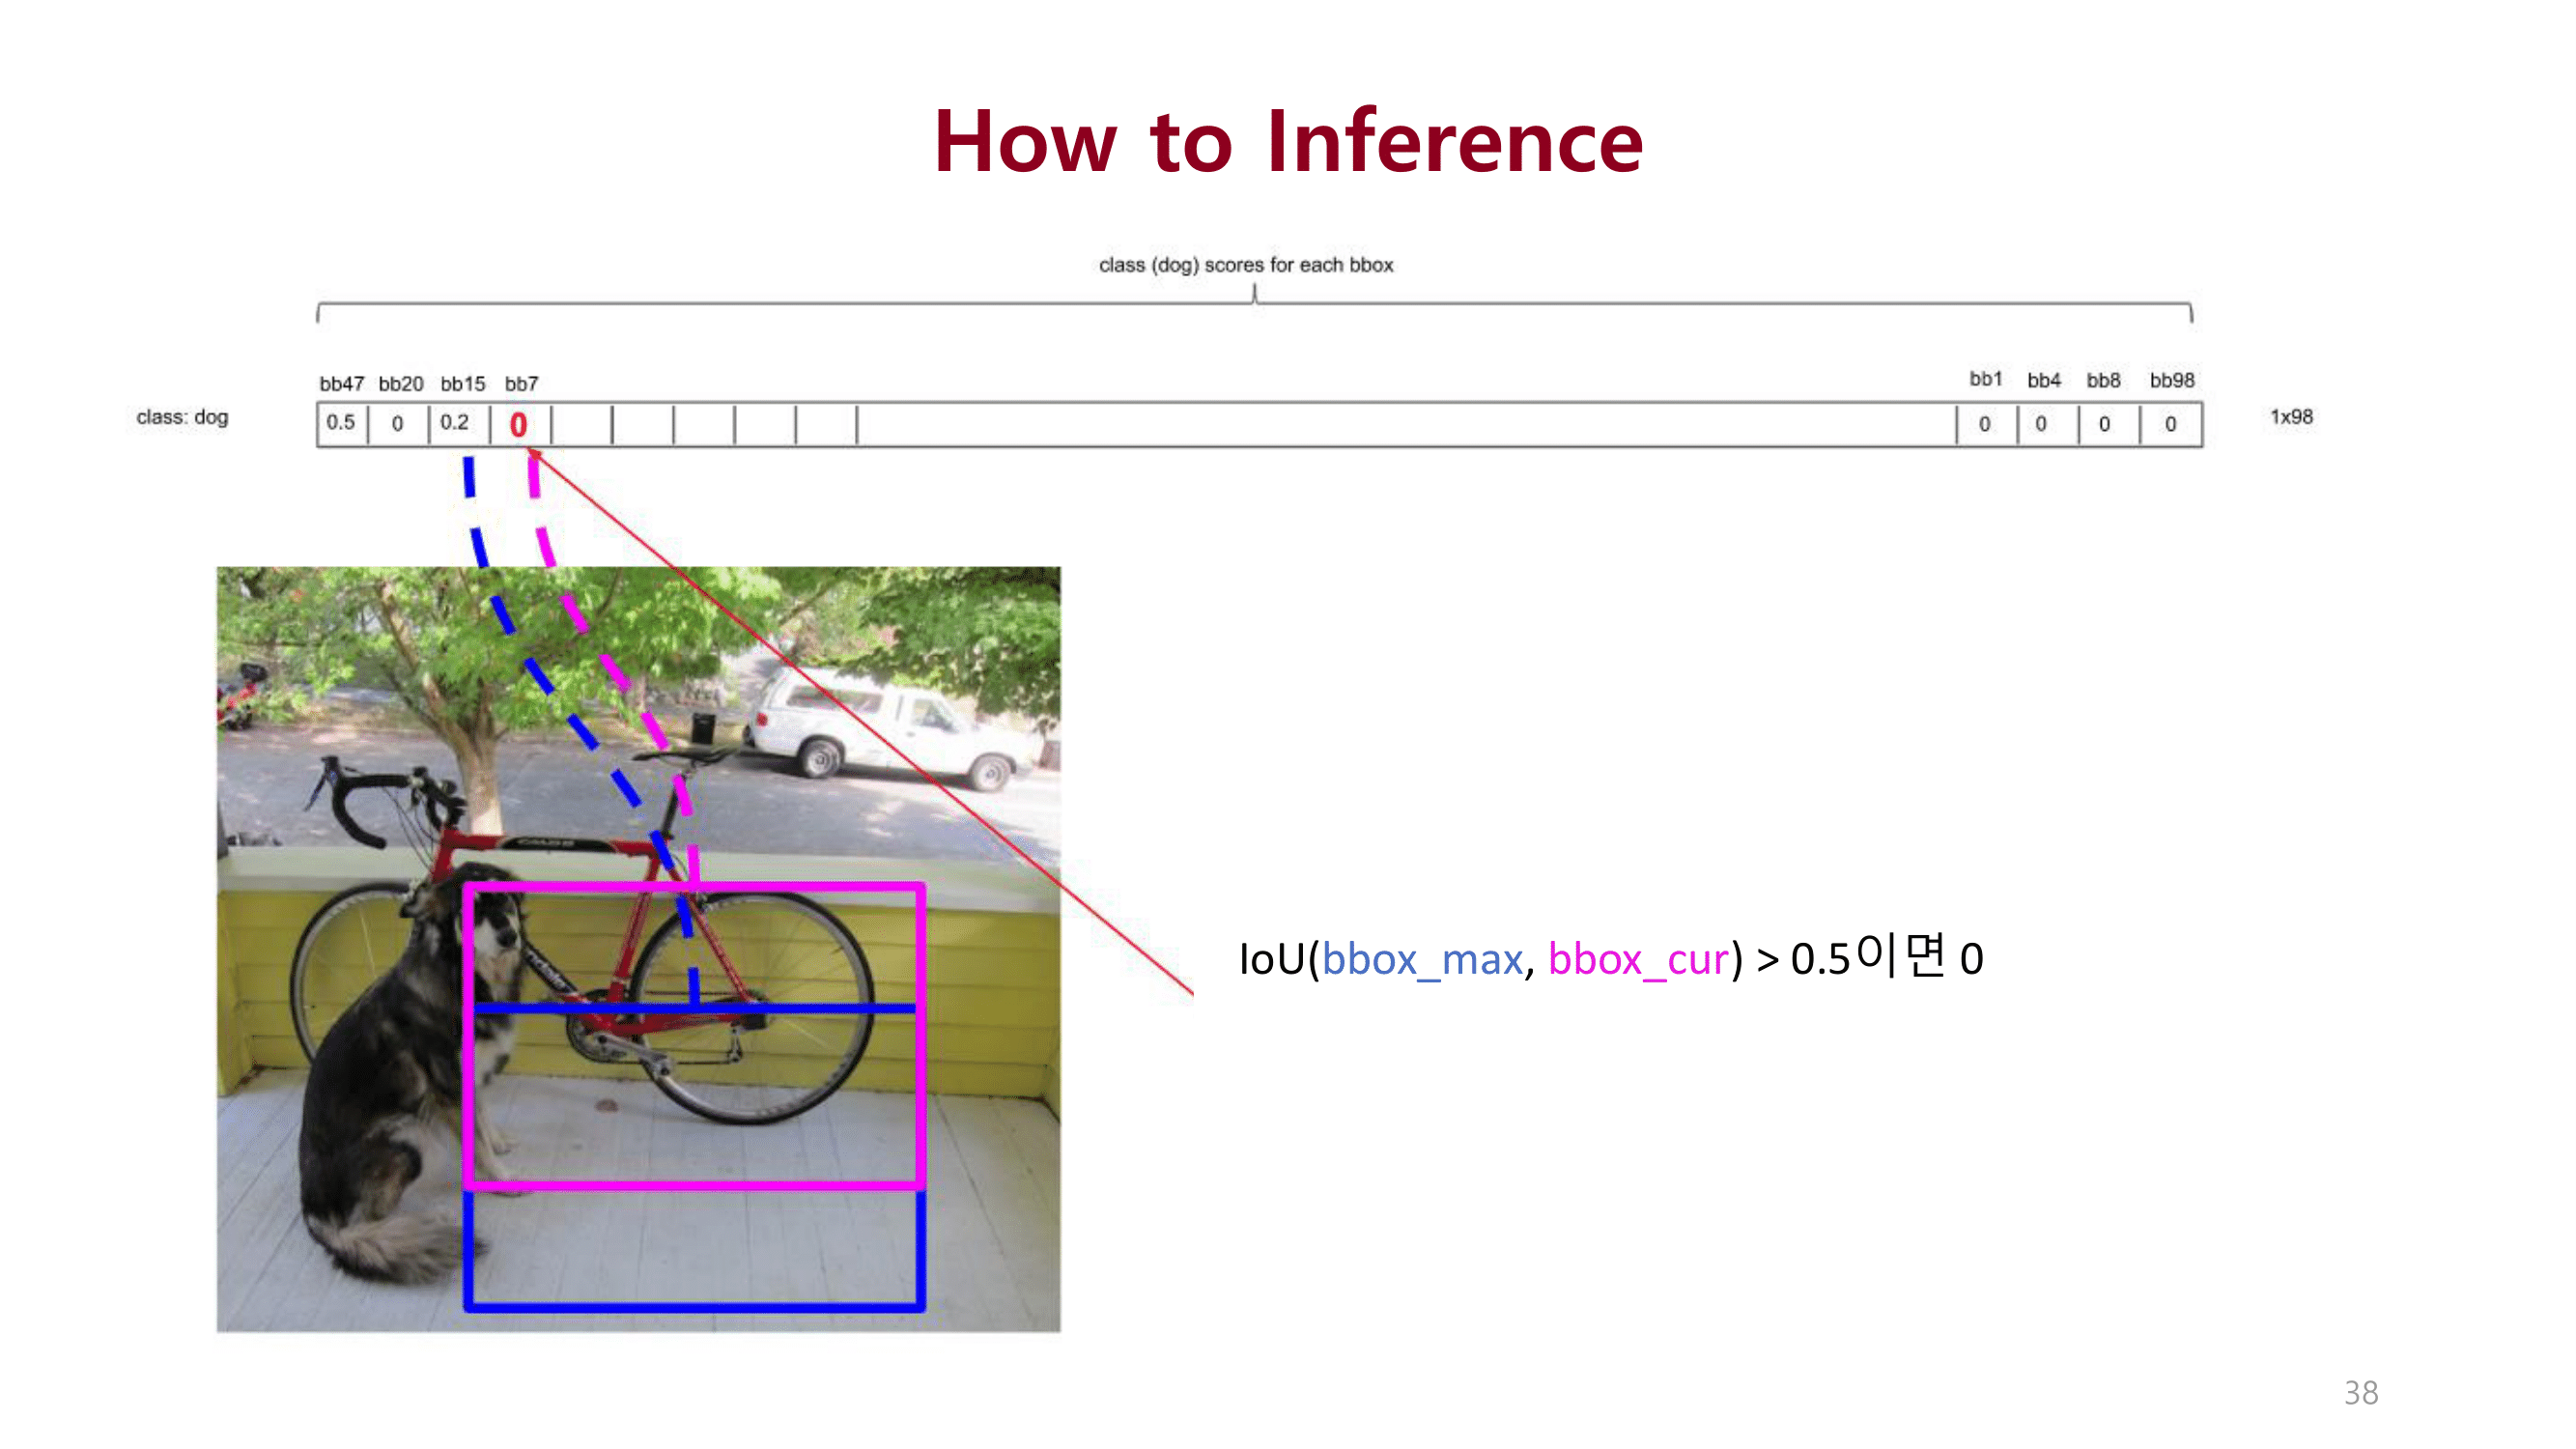 How to Inference
class (dog) scores for each bbox
bb47 bb20 bb15 bb7 bb1 bb4 bb8 bb98
class: dog 0.5 0 0.2 0 0 0 0 0 1x98
IoU(bbox_max, bbox_cur) > 0.5이면 0
38